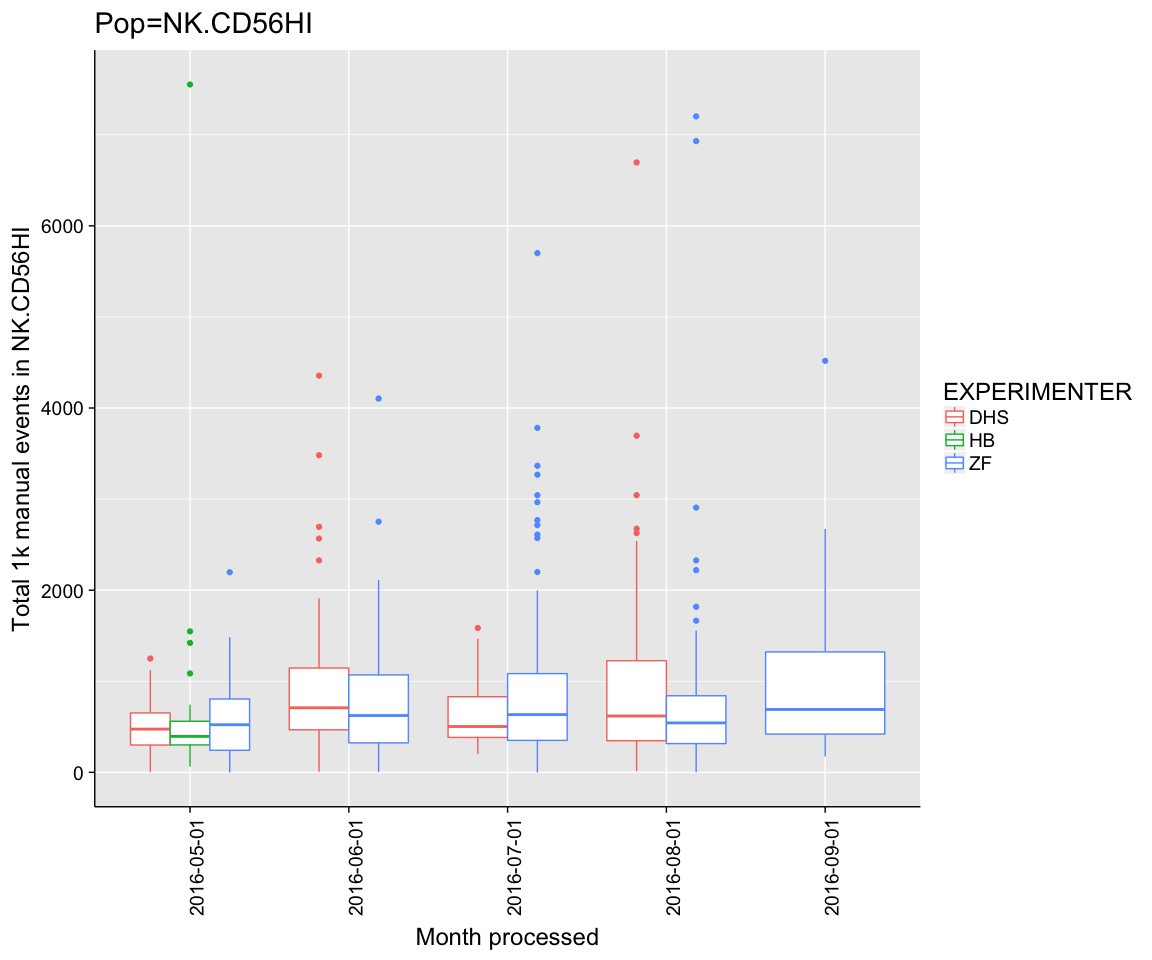 Pop=NK.CD56HI
Total 1k manual events in NK.CD56HI
6000
4000
2000
0
2016-05-01
2016-06-01
2016-07-01
2016-08-01
2016-09-01
Month processed
EXPERIMENTER
DHS
HB
ZF